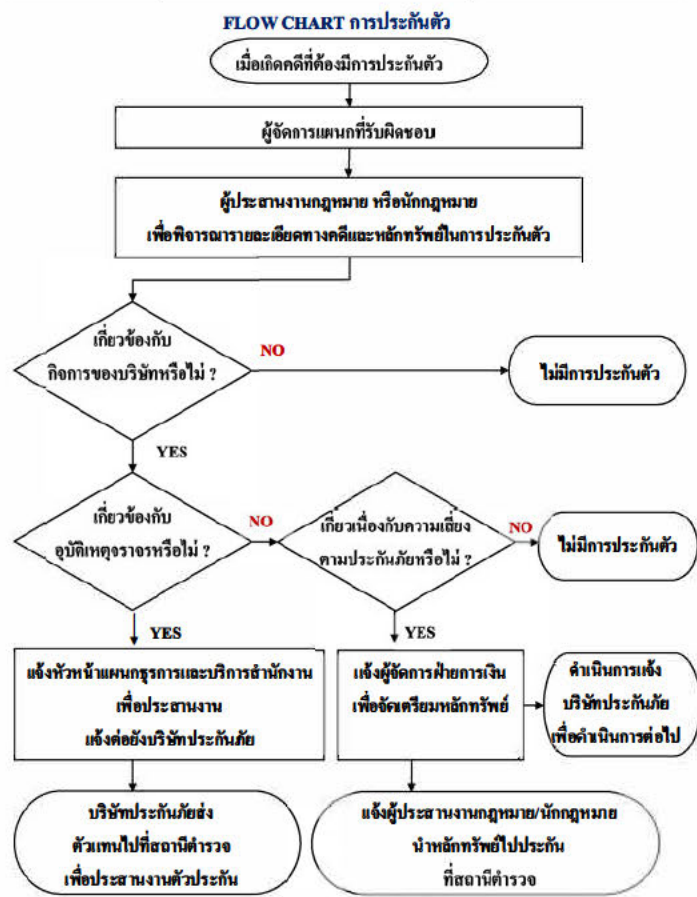 FLOW CHART การประกันตัว
เมื่อเกิดคดีที่ต้องมีการประกันตัว
ผู้จัดการแผนกที่รับผิดชอบ
ผู้ประสานงานกฎหมาย หรือนักกฎหมาย
เพื่อพิจารณารายละเอียดทางคดีและหลักทรัพย์ในการประกันตัว
เกี่ยวข้องกับ
กิจการของบริษัทหรือไม่ ?
NO
ไม่มีการประกันตัว
YES
เกี่ยวข้องกับ
อุบัติเหตุจราจรหรือไม่ ?
NO
เกี่ยวเนื่องกับความเสี่ยง
ตามประกันภัยหรือไม่ ?
NO
ไม่มีการประกันตัว
YES
YES
แจ้งหัวหน้าแผนกธุรการและบริการสำนักงาน
เพื่อประสานงาน
แจ้งต่อยังบริษัทประกันภัย
แจ้งผู้จัดการฝ่ายการเงิน
เพื่อจัดเตรียมหลักทรัพย์
ดำเนินการแจ้ง
บริษัทประกันภัย
เพื่อดำเนินการต่อไป
บริษัทประกันภัยส่ง
ตัวแทนไปที่สถานีตำรวจ
เพื่อประสานงานตัวประกัน
แจ้งผู้ประสานงานกฎหมาย/นักกฎหมาย
นำหลักทรัพย์ไปประกัน
ที่สถานีตำรวจ